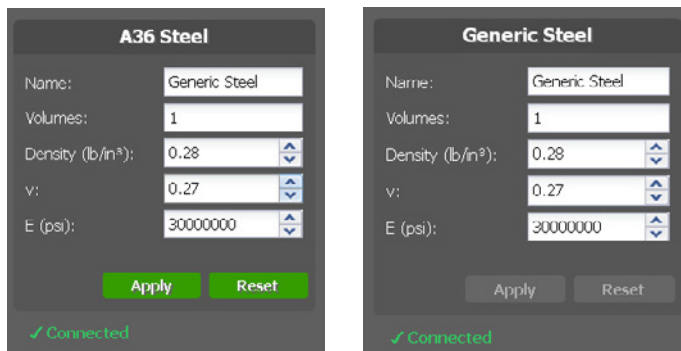 A36 Steel
Name: Generic Steel
Volumes: 1
Density (lb/in³): 0.28
v: 0.27
E (psi): 30000000
Apply Reset
✓ Connected
Generic Steel
Name: Generic Steel
Volumes: 1
Density (lb/in³): 0.28
v: 0.27
E (psi): 30000000
Apply Reset
✓ Connected